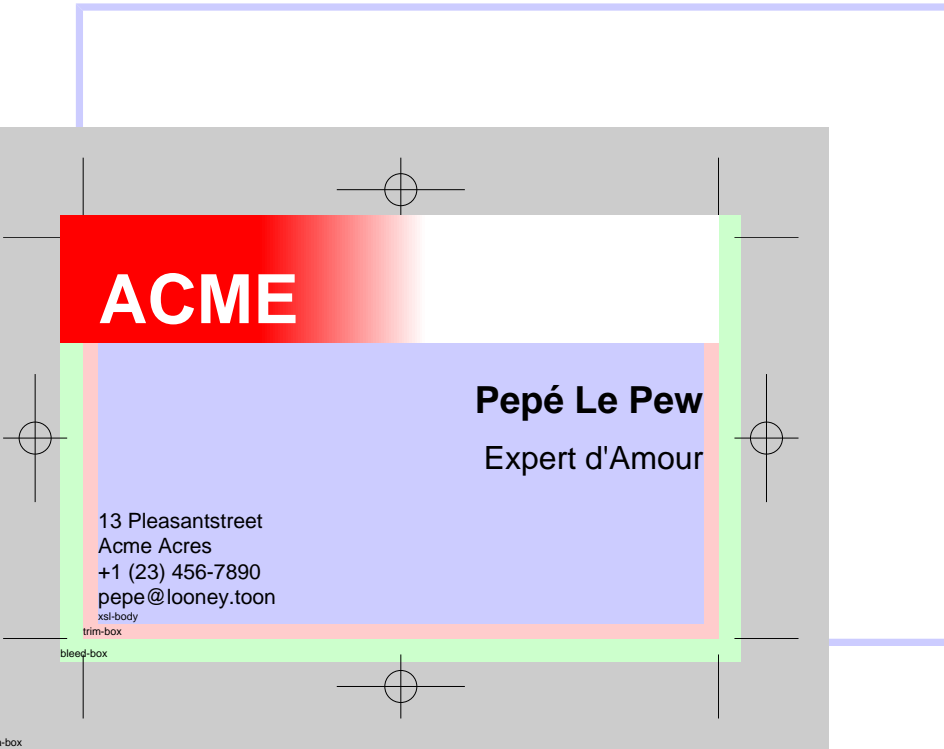 ACME
Pepé Le Pew
Expert d'Amour
13 Pleasantstreet
Acme Acres
+1 (23) 456-7890
pepe@looney.toon
xsl-body
trim-box
bleed-box
-box